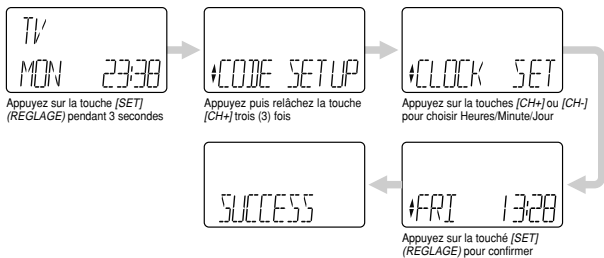 TV
MON 23:38
Appuyez sur la touche [SET]
(REGLAGE) pendant 3 secondes
CODE SETUP
Appuyez puis relâchez la touche
[CH+] trois (3) fois
CLOCK SET
Appuyez sur la touches [CH+] ou [CH-]
pour choisir Heures/Minute/Jour
FRI 13:28
Appuyez sur la touché [SET]
(REGLAGE) pour confirmer
SUCCESS